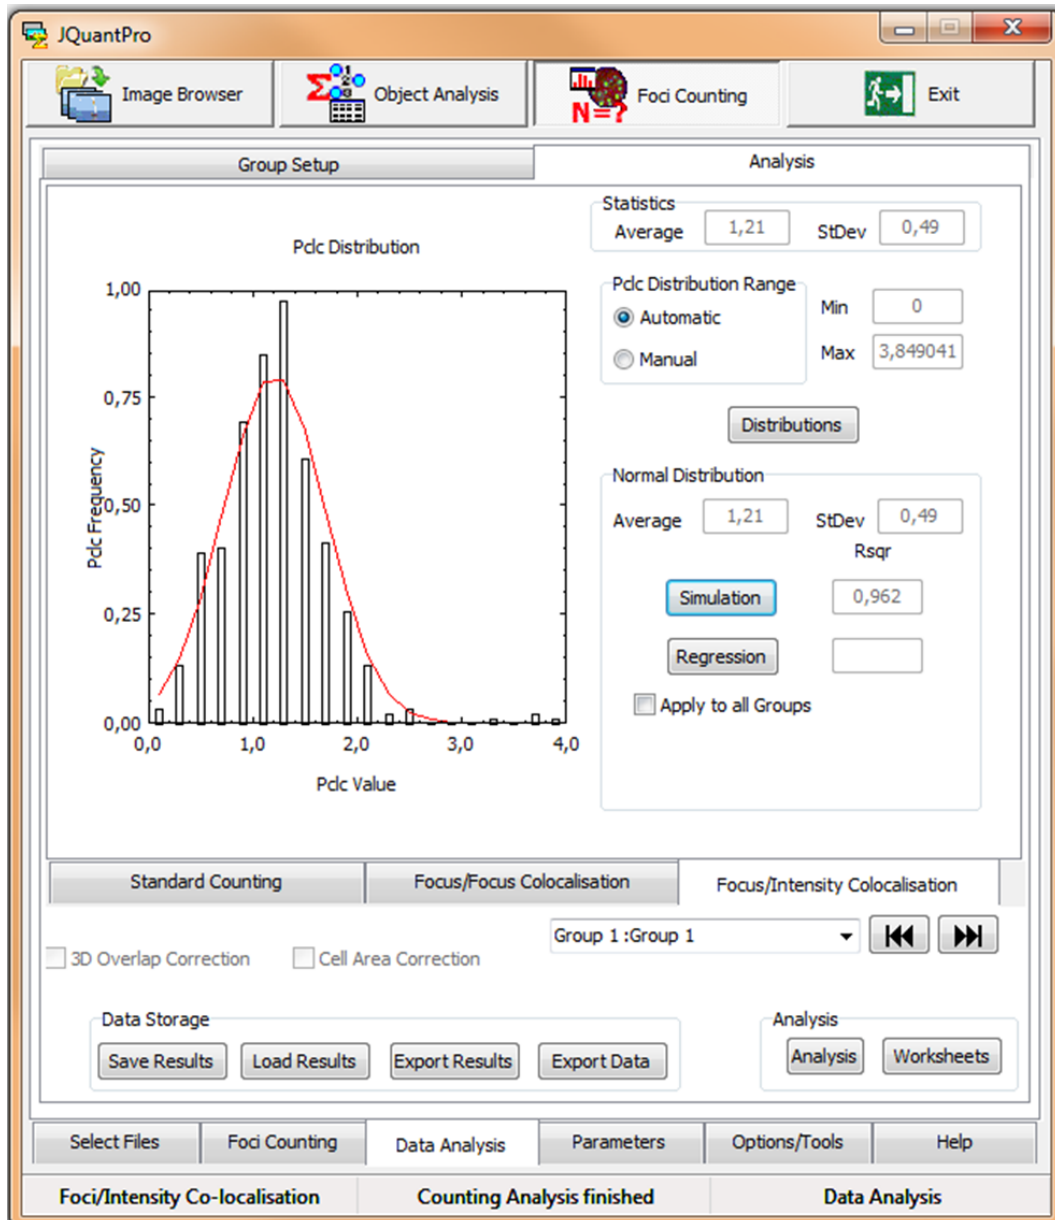 JQuantPro
Image Browser
Object Analysis
N=?
Foci Counting
Exit
Group Setup
Analysis
Pclc Distribution
Pclc Frequency
1,00
0,75
0,50
0,25
0,00
0,0 1,0 2,0 3,0 4,0
Pclc Value
Statistics
Average 1,21 StDev 0,49
Pclc Distribution Range
Automatic
Manual
Min 0
Max 3,849041
Distributions
Normal Distribution
Average 1,21 StDev 0,49
Rsqr
Simulation 0,962
Regression
Apply to all Groups
Standard Counting
Focus/Focus Colocalisation
Focus/Intensity Colocalisation
3D Overlap Correction
Cell Area Correction
Group 1 :Group 1
Data Storage
Save Results
Load Results
Export Results
Export Data
Analysis
Analysis
Worksheets
Select Files
Foci Counting
Data Analysis
Parameters
Options/Tools
Help
Foci/Intensity Co-localisation
Counting Analysis finished
Data Analysis